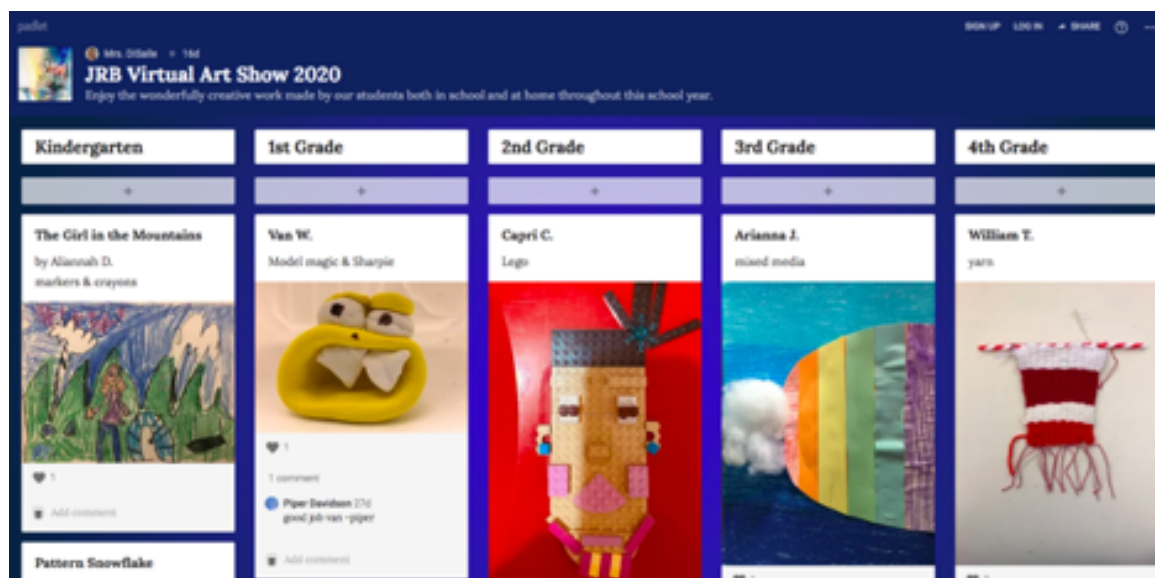 padlet
SIGN UP LOG IN SHARE
Mrs. DiSalle + 16d
JRB Virtual Art Show 2020
Enjoy the wonderfully creative work made by our students both in school and at home throughout this school year.
Kindergarten
+
The Girl in the Mountains
by Aliannah D.
markers & crayons
1
Add comment
Pattern Snowflake
1st Grade
+
Van W.
Model magic & Sharpie
1
1 comment
Piper Davidson 27d
good job van -piper
Add comment
2nd Grade
+
Capri C.
Lego
3rd Grade
+
Arianna J.
mixed media
4th Grade
+
William T.
yarn